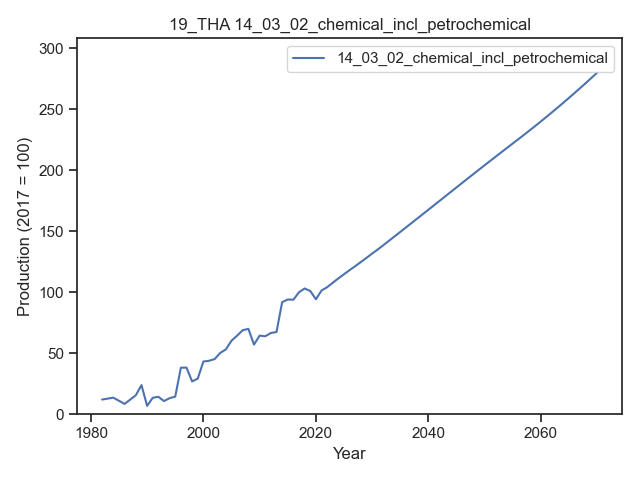 19_THA 14_03_02_chemical_incl_petrochemical
14_03_02_chemical_incl_petrochemical
Production (2017 = 100)
300
250
200
150
100
50
0
1980 2000 2020 2040 2060
Year